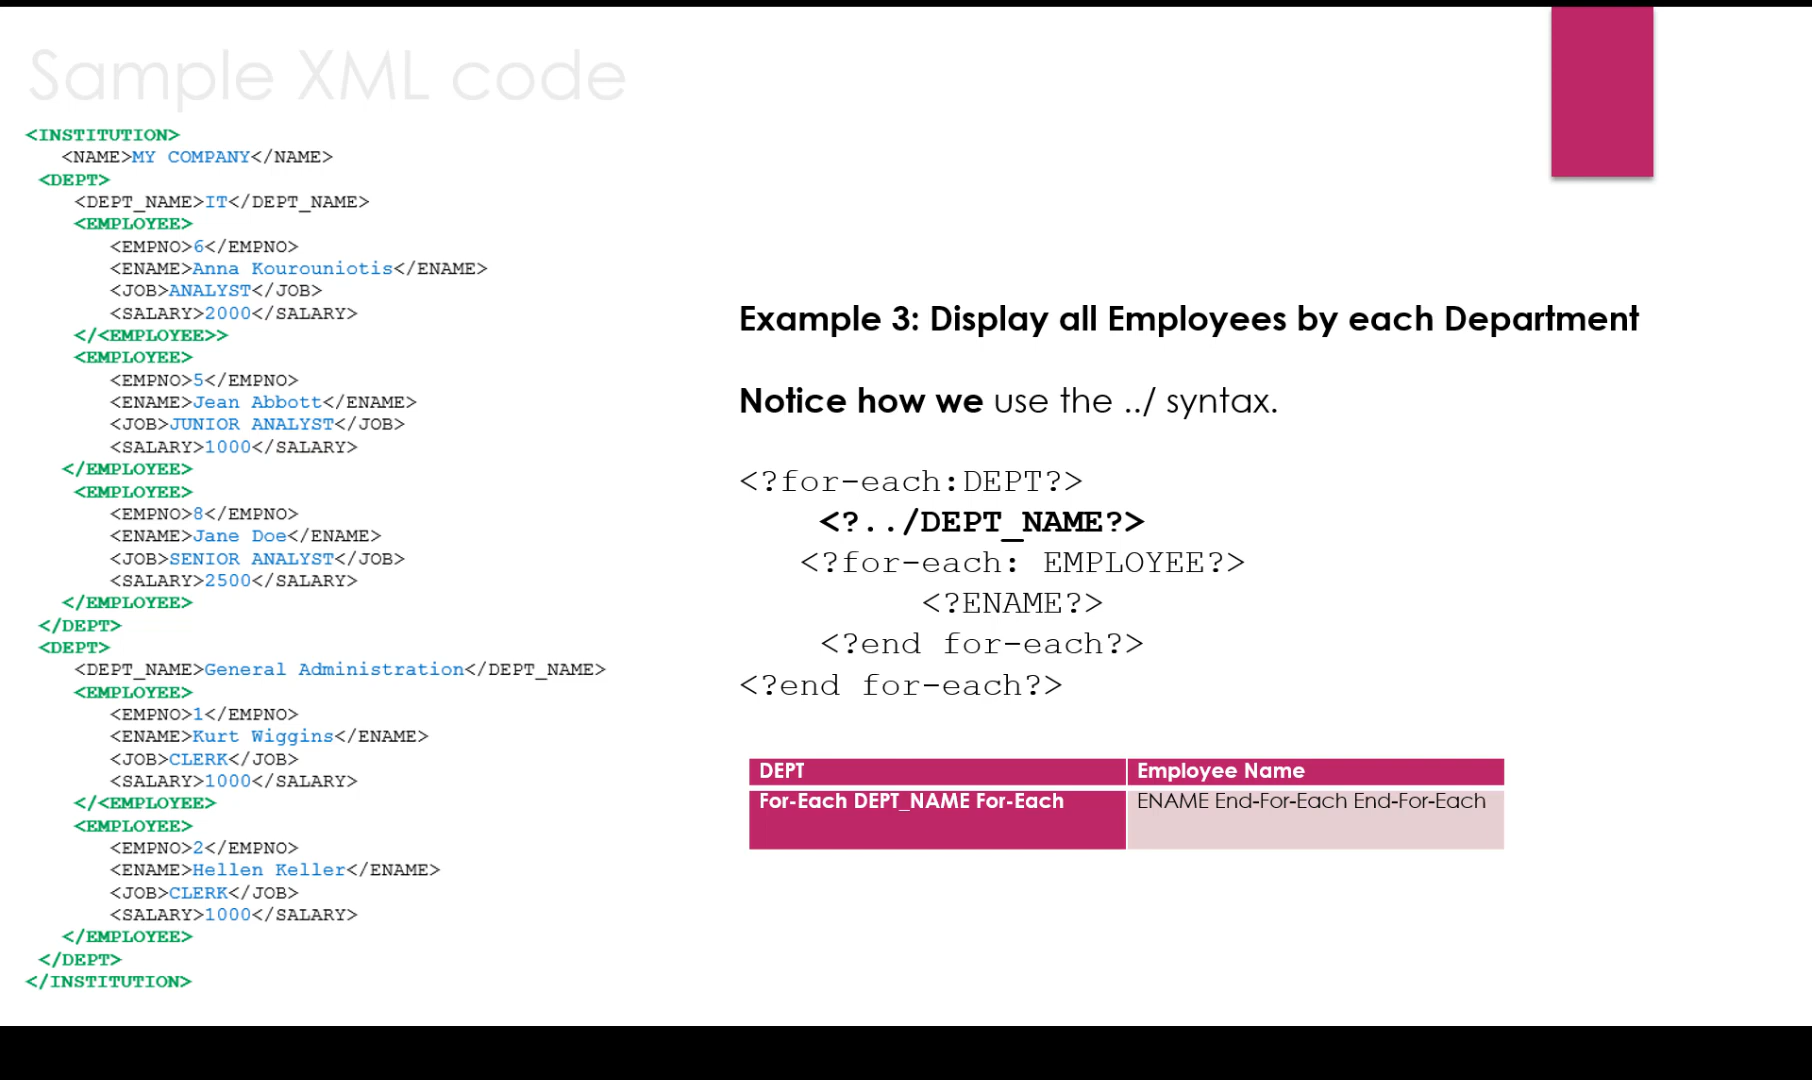 Sample XML code
<INSTITUTION>
<NAME>MY COMPANY</NAME>
<DEPT>
<DEPT_NAME>IT</DEPT_NAME>
<EMPLOYEE>
<EMPNO>6</EMPNO>
<ENAME>Anna Kourouniotis</ENAME>
<JOB>ANALYST</JOB>
<SALARY>2000</SALARY>
</<EMPLOYEE>>
<EMPLOYEE>
<EMPNO>5</EMPNO>
<ENAME>Jean Abbott</ENAME>
<JOB>JUNIOR ANALYST</JOB>
<SALARY>1000</SALARY>
</EMPLOYEE>
<EMPLOYEE>
<EMPNO>8</EMPNO>
<ENAME>Jane Doe</ENAME>
<JOB>SENIOR ANALYST</JOB>
<SALARY>2500</SALARY>
</EMPLOYEE>
</DEPT>
<DEPT>
<DEPT_NAME>General Administration</DEPT_NAME>
<EMPLOYEE>
<EMPNO>1</EMPNO>
<ENAME>Kurt Wiggins</ENAME>
<JOB>CLERK</JOB>
<SALARY>1000</SALARY>
</<EMPLOYEE>
<EMPLOYEE>
<EMPNO>2</EMPNO>
<ENAME>Hellen Keller</ENAME>
<JOB>CLERK</JOB>
<SALARY>1000</SALARY>
</EMPLOYEE>
</DEPT>
</INSTITUTION>
Example 3: Display all Employees by each Department
Notice how we use the ../ syntax.
<?for-each:DEPT?>
<?../DEPT_NAME?>
<?for-each: EMPLOYEE?>
<?ENAME?>
<?end for-each?>
<?end for-each?>
DEPT Employee Name
For-Each DEPT_NAME For-Each ENAME End-For-Each End-For-Each